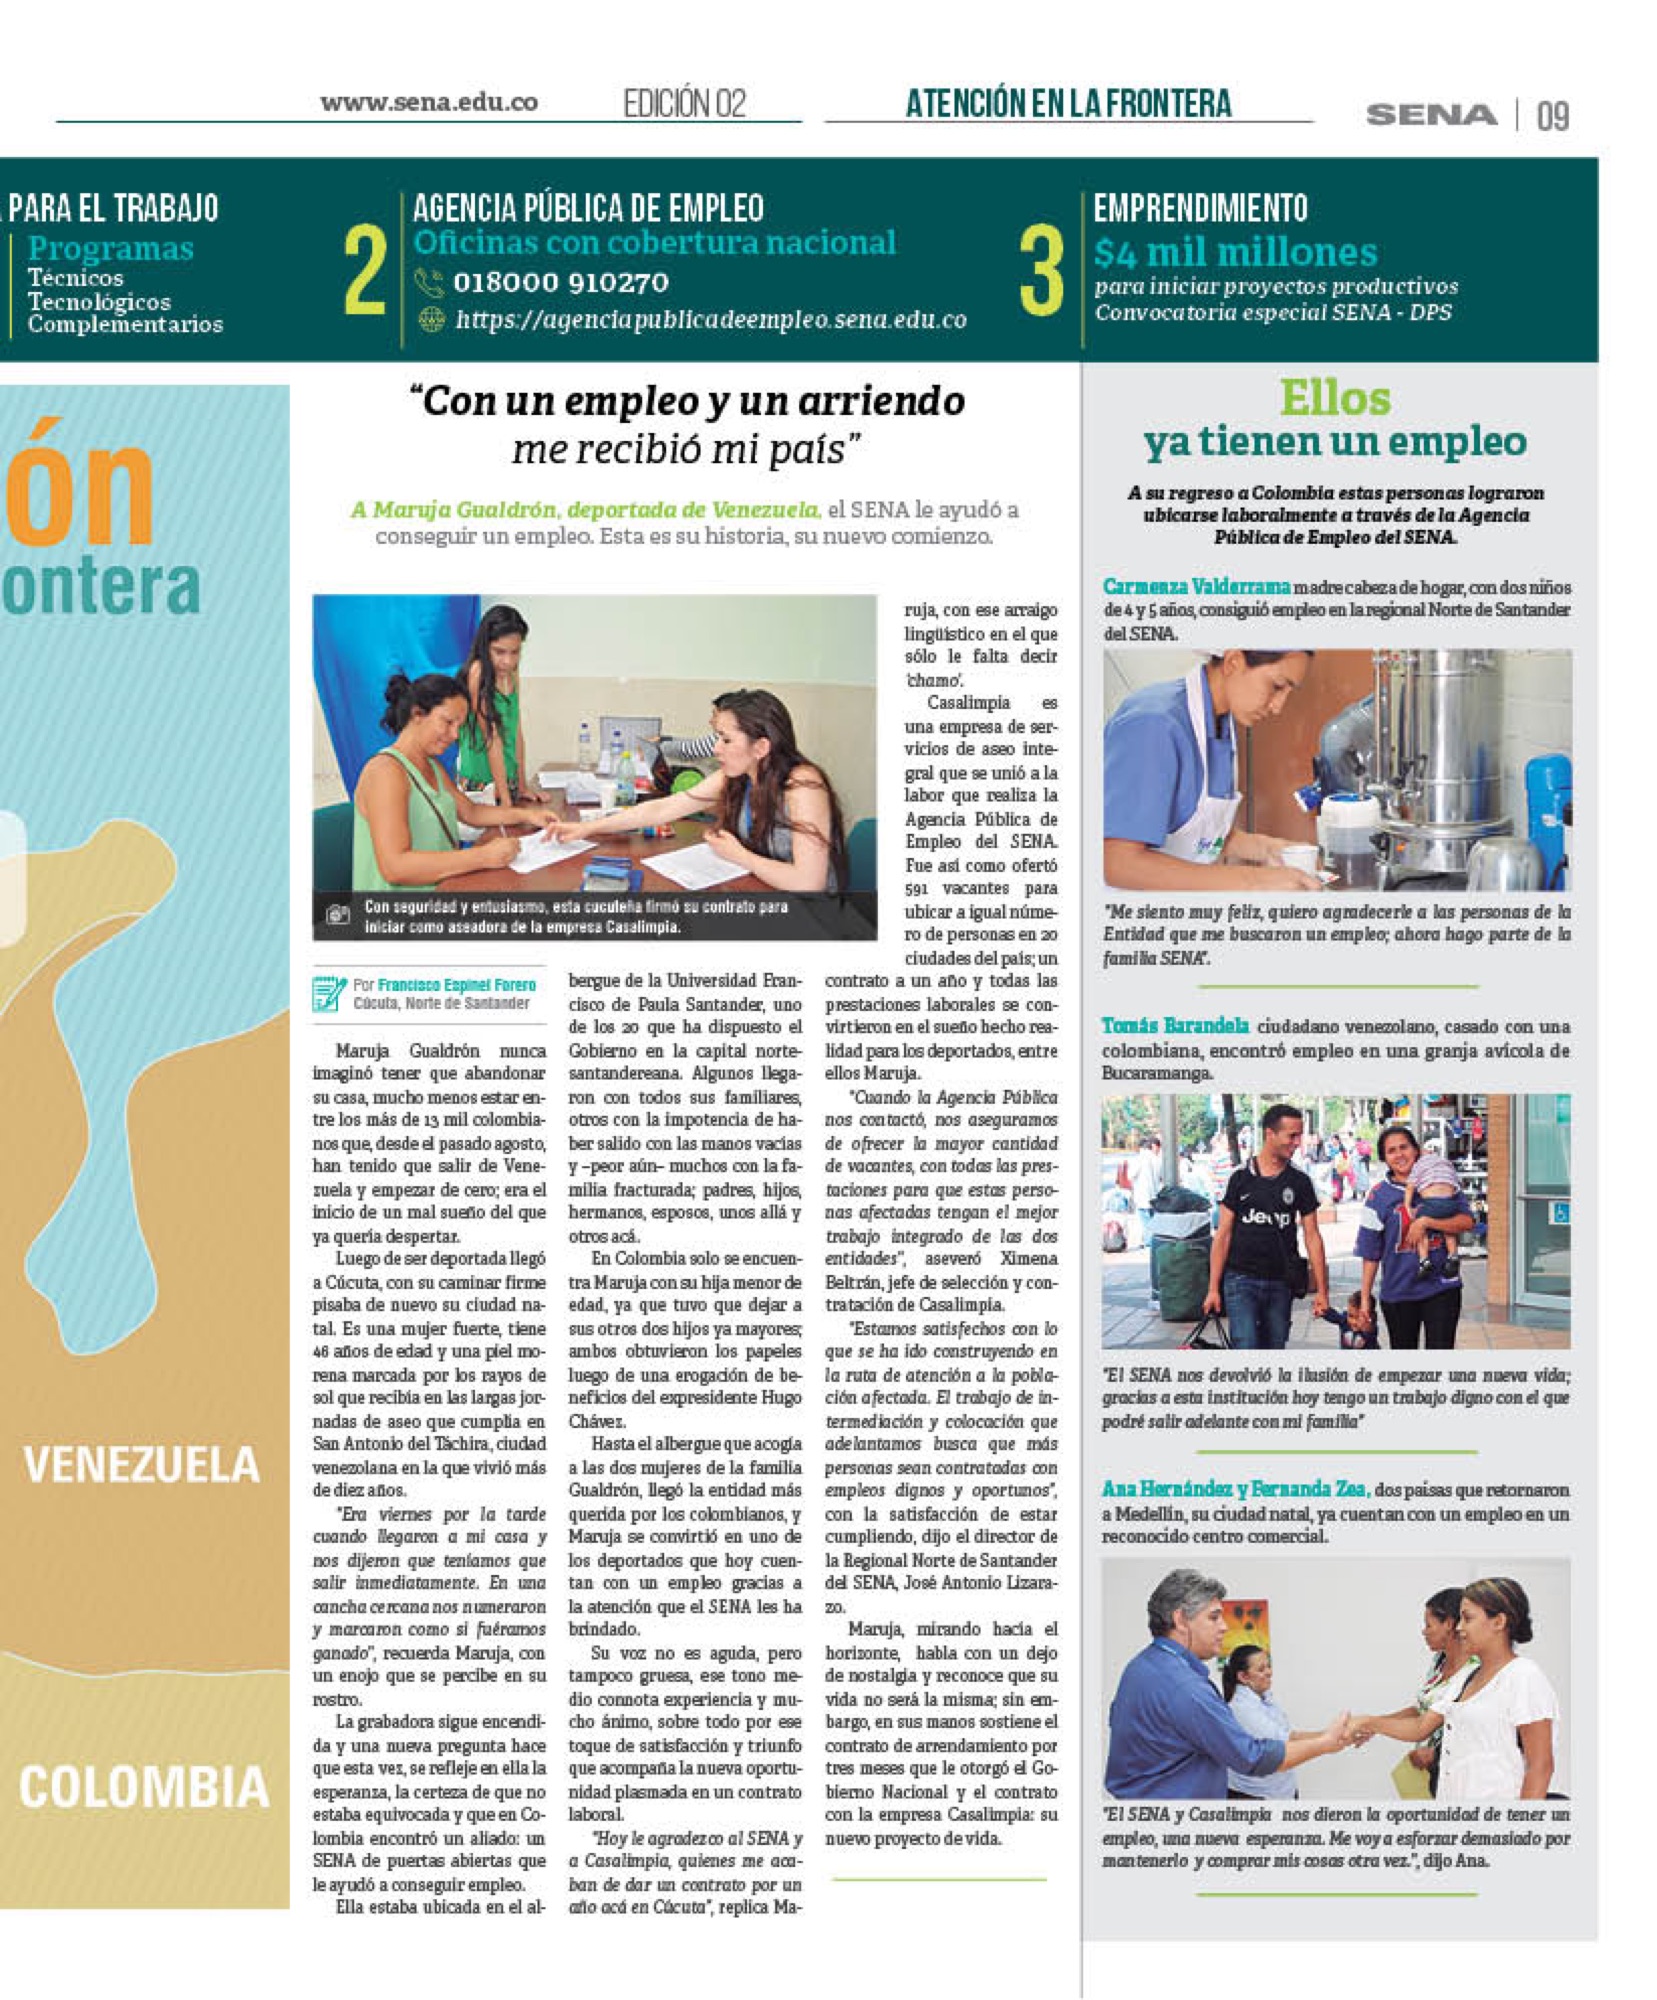 www.sena.edu.co
EDICIÓN 02
ATENCIÓN EN LA FRONTERA
SENA | 09
PARA EL TRABAJO
Programas
Técnicos
Tecnológicos
Complementarios
2
AGENCIA PÚBLICA DE EMPLEO
Oficinas con cobertura nacional
018000 910270
https://agenciapublicadeempleo.sena.edu.co
3
EMPRENDIMIENTO
$4 mil millones
para iniciar proyectos productivos
Convocatoria especial SENA - DPS
ón
ontera
VENEZUELA
COLOMBIA
“Con un empleo y un arriendo
me recibió mi país”
A Maruja Gualdrón, deportada de Venezuela, el SENA le ayudó a
conseguir un empleo. Esta es su historia, su nuevo comienzo.
Con seguridad y entusiasmo, esta cucuteña firmó su contrato para
iniciar como aseadora de la empresa Casalimpia.
Por Francisco Espinel Forero
Cúcuta, Norte de Santander
Maruja Gualdrón nunca
imaginó tener que abandonar
su casa, mucho menos estar en-
tre los más de 13 mil colombia-
nos que, desde el pasado agosto,
han tenido que salir de Vene-
zuela y empezar de cero; era el
inicio de un mal sueño del que
ya quería despertar.
Luego de ser deportada llegó
a Cúcuta, con su caminar firme
pisaba de nuevo su ciudad na-
tal. Es una mujer fuerte, tiene
46 años de edad y una piel mo-
rena marcada por los rayos de
sol que recibía en las largas jor-
nadas de aseo que cumplía en
San Antonio del Táchira, ciudad
venezolana en la que vivió más
de diez años.
"Era viernes por la tarde
cuando llegaron a mi casa y
nos dijeron que teníamos que
salir inmediatamente. En una
cancha cercana nos numeraron
y marcaron como si fuéramos
ganado", recuerda Maruja, con
un enojo que se percibe en su
rostro.
La grabadora sigue encendi-
da y una nueva pregunta hace
que esta vez, se refleje en ella la
esperanza, la certeza de que no
estaba equivocada y que en Co-
lombia encontró un aliado: un
SENA de puertas abiertas que
le ayudó a conseguir empleo.
Ella estaba ubicada en el al-
bergue de la Universidad Fran-
cisco de Paula Santander, uno
de los 20 que ha dispuesto el
Gobierno en la capital norte-
santandereana. Algunos llega-
ron con todos sus familiares,
otros con la impotencia de ha-
ber salido con las manos vacías
y –peor aún– muchos con la fa-
milia fracturada; padres, hijos,
hermanos, esposos, unos allá y
otros acá.
En Colombia solo se encuen-
tra Maruja con su hija menor de
edad, ya que tuvo que dejar a
sus otros dos hijos ya mayores;
ambos obtuvieron los papeles
luego de una erogación de be-
neficios del expresidente Hugo
Chávez.
Hasta el albergue que acogía
a las dos mujeres de la familia
Gualdrón, llegó la entidad más
querida por los colombianos, y
Maruja se convirtió en uno de
los deportados que hoy cuen-
tan con un empleo gracias a
la atención que el SENA les ha
brindado.
Su voz no es aguda, pero
tampoco gruesa, ese tono me-
dio connota experiencia y mu-
cho ánimo, sobre todo por ese
toque de satisfacción y triunfo
que acompaña la nueva oportu-
nidad plasmada en un contrato
laboral.
"Hoy le agradezco al SENA y
a Casalimpia, quienes me aca-
ban de dar un contrato por un
año acá en Cúcuta", replica Ma-
ruja, con ese arraigo
lingüístico en el que
sólo le falta decir
'chamo'.
Casalimpia es
una empresa de ser-
vicios de aseo inte-
gral que se unió a la
labor que realiza la
Agencia Pública de
Empleo del SENA.
Fue así como ofertó
591 vacantes para
ubicar a igual núme-
ro de personas en 20
ciudades del país; un
contrato a un año y todas las
prestaciones laborales se con-
virtieron en el sueño hecho rea-
lidad para los deportados, entre
ellos Maruja.
"Cuando la Agencia Pública
nos contactó, nos aseguramos
de ofrecer la mayor cantidad
de vacantes, con todas las pres-
taciones para que estas perso-
nas afectadas tengan el mejor
trabajo integrado de las dos
entidades", aseveró Ximena
Beltrán, jefe de selección y con-
tratación de Casalimpia.
"Estamos satisfechos con lo
que se ha ido construyendo en
la ruta de atención a la pobla-
ción afectada. El trabajo de in-
termediación y colocación que
adelantamos busca que más
personas sean contratadas con
empleos dignos y oportunos",
con la satisfacción de estar
cumpliendo, dijo el director de
la Regional Norte de Santander
del SENA, José Antonio Lizara-
zo.
Maruja, mirando hacia el
horizonte, habla con un dejo
de nostalgia y reconoce que su
vida no será la misma; sin em-
bargo, en sus manos sostiene el
contrato de arrendamiento por
tres meses que le otorgó el Go-
bierno Nacional y el contrato
con la empresa Casalimpia: su
nuevo proyecto de vida.
Ellos
ya tienen un empleo
A su regreso a Colombia estas personas lograron
ubicarse laboralmente a través de la Agencia
Pública de Empleo del SENA.
Carmenza Valderrama madre cabeza de hogar, con dos niños
de 4 y 5 años, consiguió empleo en la regional Norte de Santander
del SENA.
"Me siento muy feliz, quiero agradecerle a las personas de la
Entidad que me buscaron un empleo; ahora hago parte de la
familia SENA".
Tomás Barandela ciudadano venezolano, casado con una
colombiana, encontró empleo en una granja avícola de
Bucaramanga.
Jeep
"El SENA nos devolvió la ilusión de empezar una nueva vida;
gracias a esta institución hoy tengo un trabajo digno con el que
podré salir adelante con mi familia"
Ana Hernández y Fernanda Zea, dos paisas que retornaron
a Medellín, su ciudad natal, ya cuentan con un empleo en un
reconocido centro comercial.
"El SENA y Casalimpia nos dieron la oportunidad de tener un
empleo, una nueva esperanza. Me voy a esforzar demasiado por
mantenerlo y comprar mis cosas otra vez.", dijo Ana.